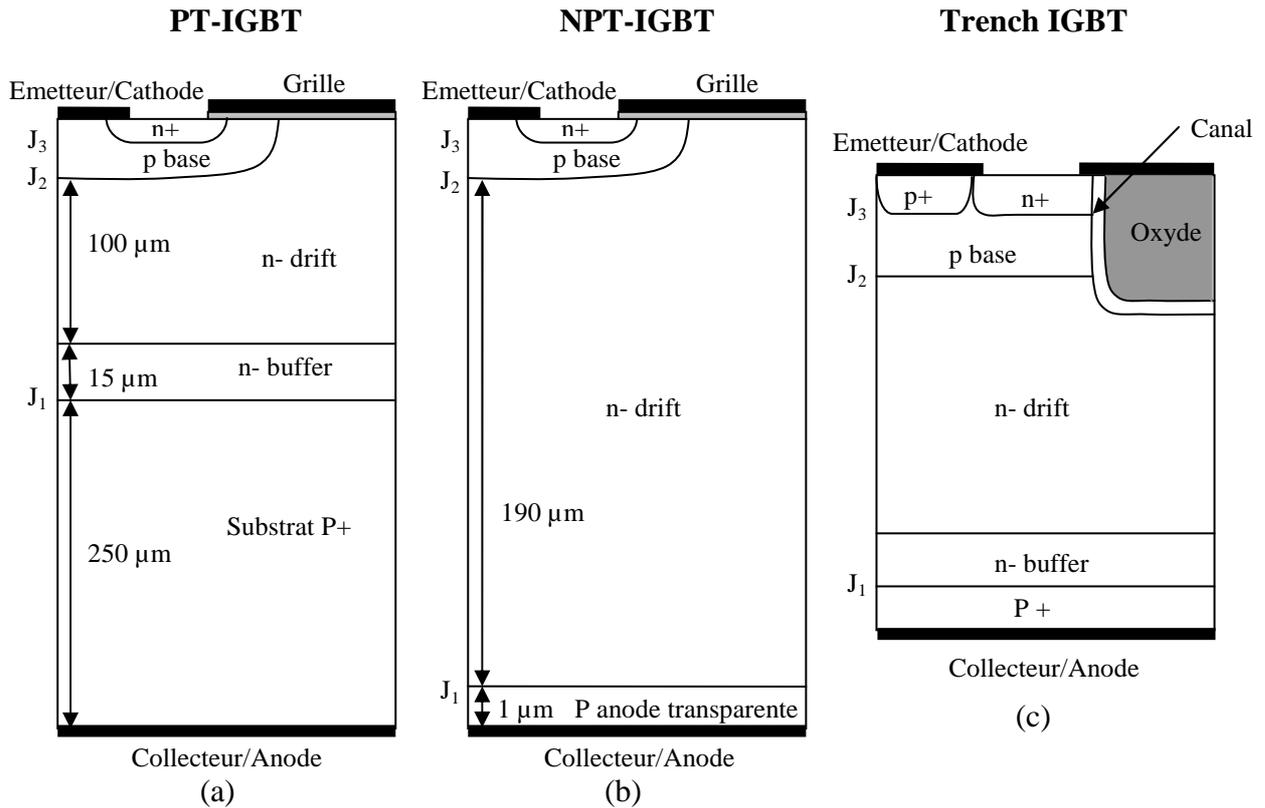 PT-IGBT
Emetteur/Cathode
Grille
n+
J3
p base
J2
100 µm
n- drift
n- buffer
15 µm
J1
Substrat P+
250 µm
Collecteur/Anode
(a)
NPT-IGBT
Emetteur/Cathode
Grille
n+
J3
p base
J2
n- drift
190 µm
J1
1 µm
P anode transparente
Collecteur/Anode
(b)
Trench IGBT
Canal
Emetteur/Cathode
p+
n+
J3
Oxyde
p base
J2
n- drift
n- buffer
J1
P +
Collecteur/Anode
(c)